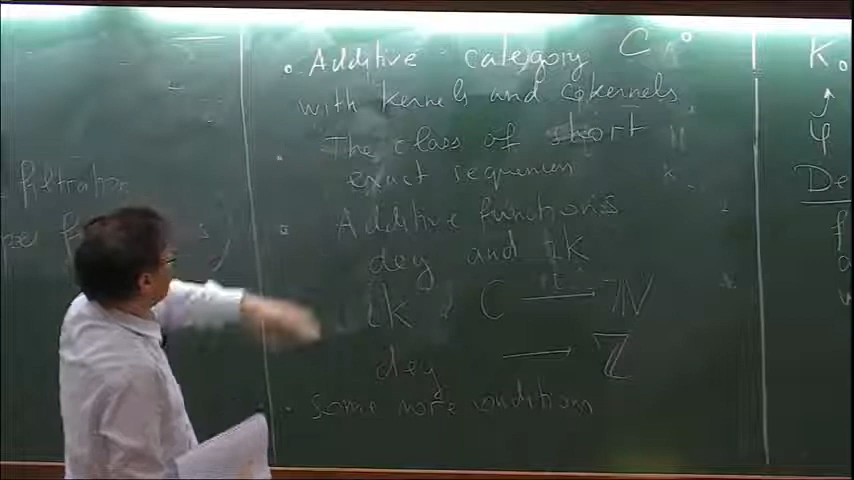 filtration
• Additive category C
with kernels and cokernels
The class of short
exact sequences
• Additive functions
deg and rk
rk : C → ℕ
deg → ℤ
• some more conditions
K
φ
De